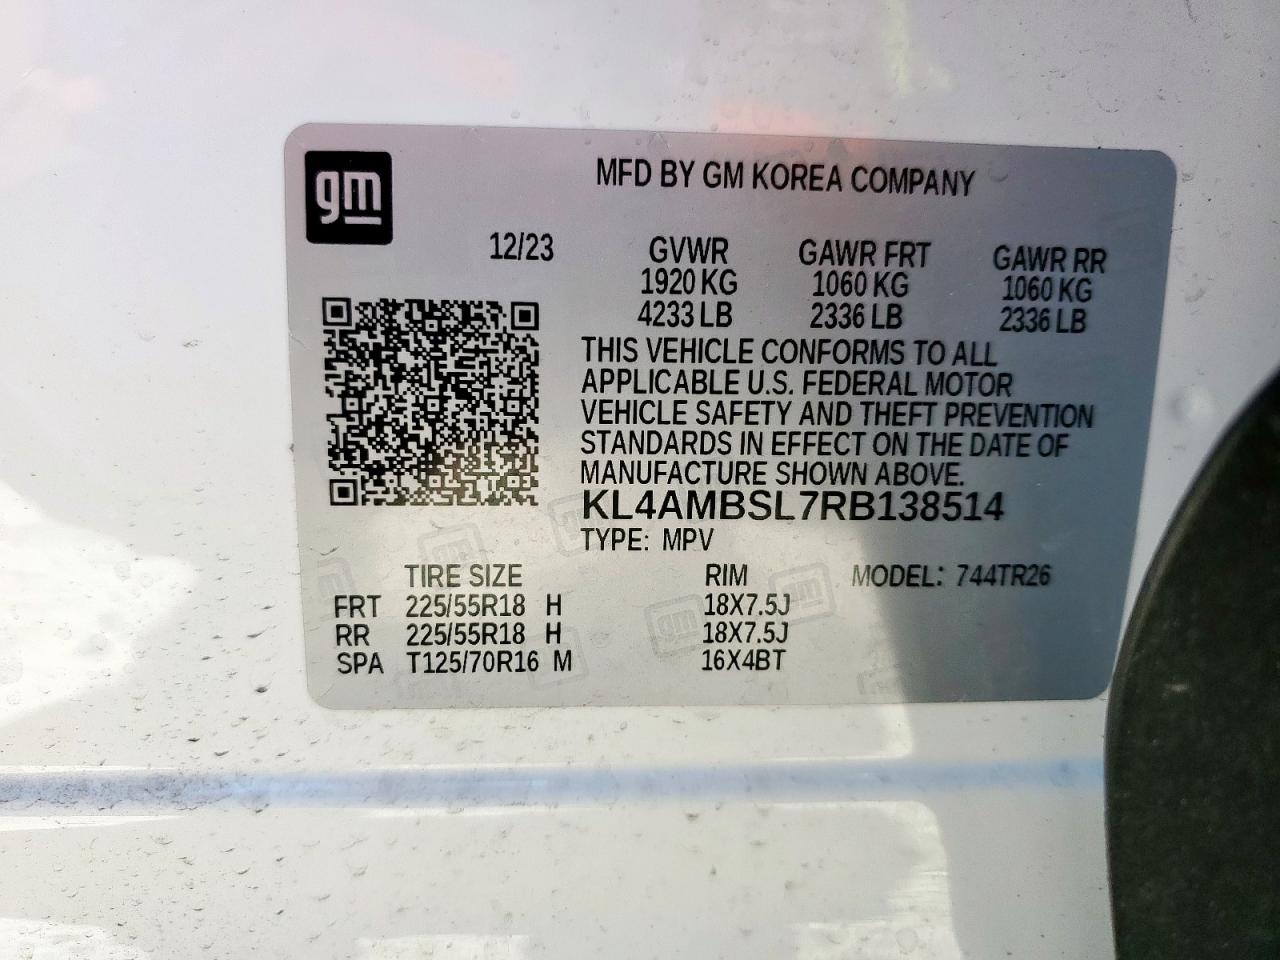 gm
MFD BY GM KOREA COMPANY
12/23
GVWR GAWR FRT GAWR RR
1920 KG 1060 KG 1060 KG
4233 LB 2336 LB 2336 LB
THIS VEHICLE CONFORMS TO ALL
APPLICABLE U.S. FEDERAL MOTOR
VEHICLE SAFETY AND THEFT PREVENTION
STANDARDS IN EFFECT ON THE DATE OF
MANUFACTURE SHOWN ABOVE.
KL4AMBSL7RB138514
TYPE: MPV
TIRE SIZE RIM MODEL: 744TR26
FRT 225/55R18 H 18X7.5J
RR 225/55R18 H 18X7.5J
SPA T125/70R16 M 16X4BT